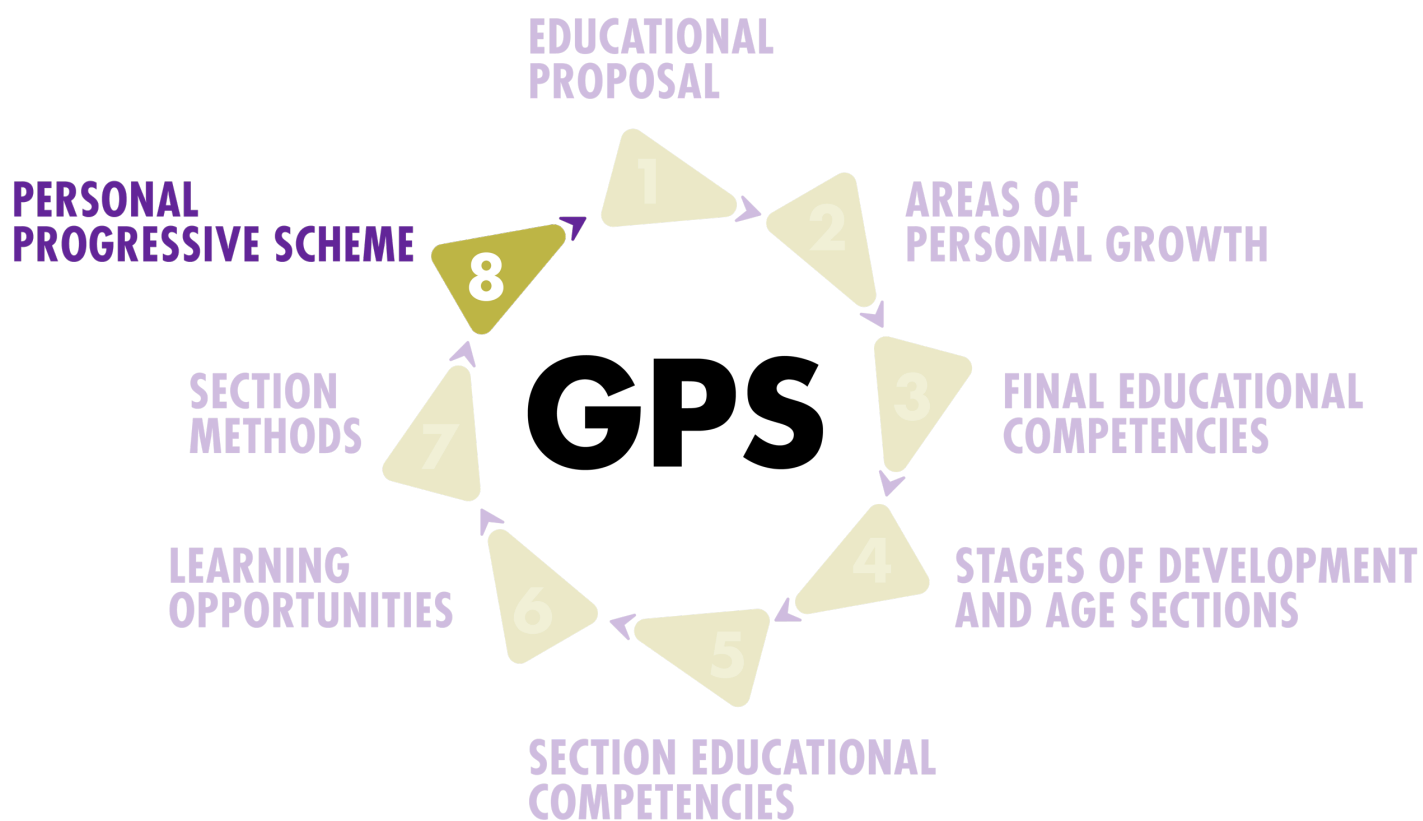 EDUCATIONAL
PROPOSAL
1
2
AREAS OF
PERSONAL GROWTH
3
FINAL EDUCATIONAL
COMPETENCIES
4
STAGES OF DEVELOPMENT
AND AGE SECTIONS
5
SECTION EDUCATIONAL
COMPETENCIES
6
LEARNING
OPPORTUNITIES
7
SECTION
METHODS
8
PERSONAL
PROGRESSIVE SCHEME
GPS